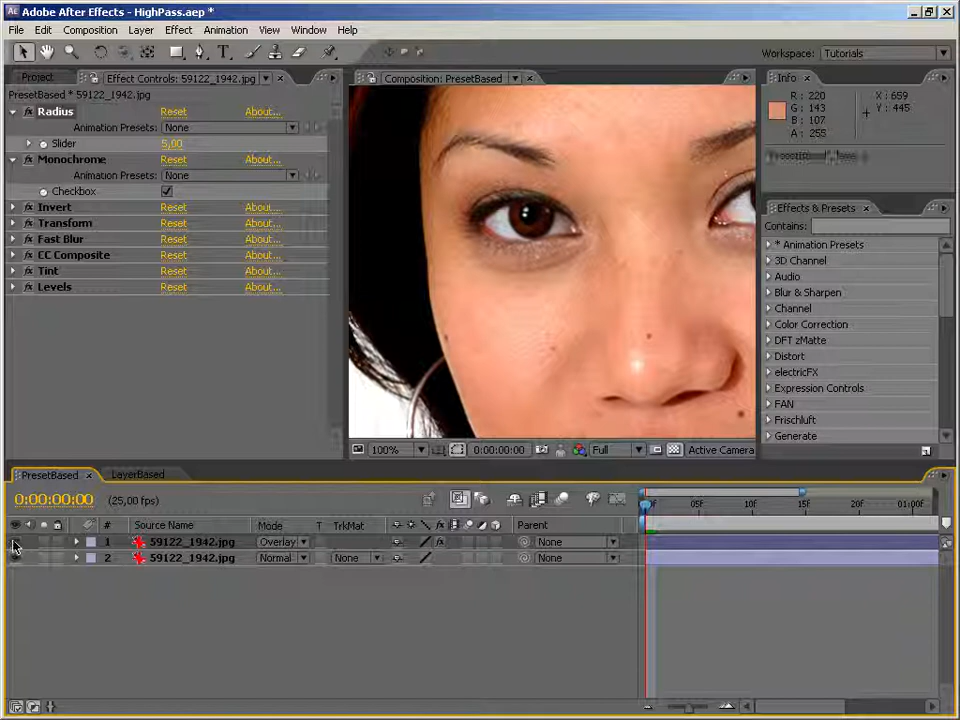 Adobe After Effects - HighPass.aep *
File Edit Composition Layer Effect Animation View Window Help
Workspace: Tutorials
Project Effect Controls: 59122_1942.jpg
Composition: PresetBased
Info
PresetBased * 59122_1942.jpg
Radius Reset About...
Animation Presets: None
Slider 5,00
Monochrome Reset About...
Animation Presets: None
Checkbox
Invert Reset About...
Transform Reset About...
Fast Blur Reset About...
CC Composite Reset About...
Tint Reset About...
Levels Reset About...
R: 220
G: 143
B: 107
A: 255
X: 659
Y: 445
Effects & Presets
Contains:
* Animation Presets
3D Channel
Audio
Blur & Sharpen
Channel
Color Correction
DFT zMatte
Distort
electricFX
Expression Controls
FAN
Frischluft
Generate
100% 0:00:00:00 Full Active Camera
PresetBased LayerBased
0:00:00:00 (25,00 fps)
05F 10F 15F 20F 01:00F
# Source Name Mode T TrkMat Parent
1 59122_1942.jpg Overlay None
2 59122_1942.jpg Normal None None